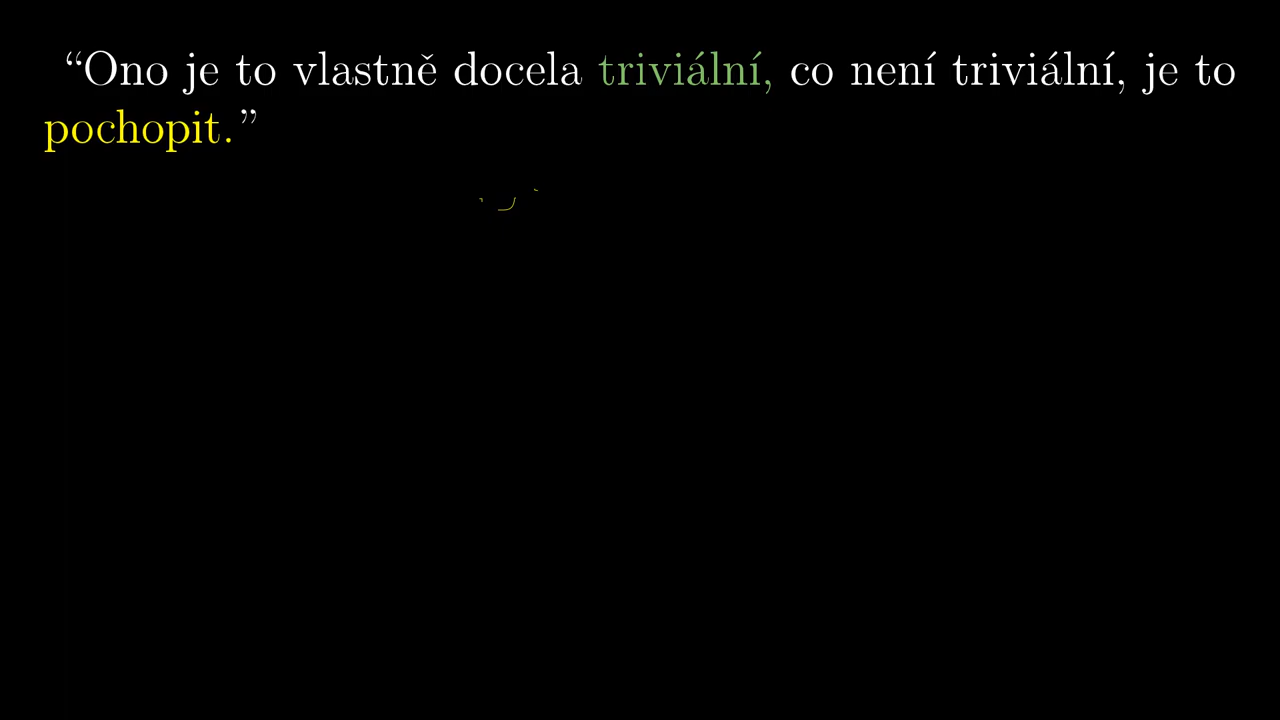 “Ono je to vlastně docela triviální, co není triviální, je to
pochopit.”